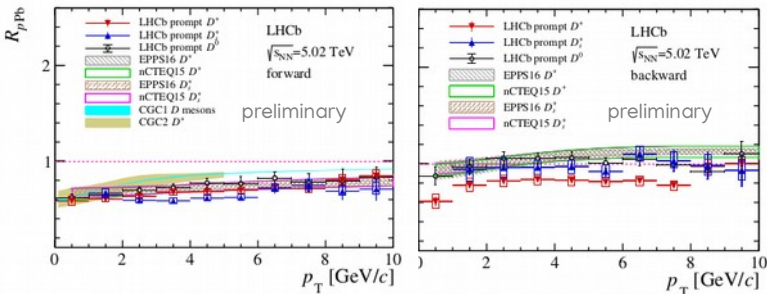 R_pPb
2
1
LHCb prompt D⁺
LHCb prompt D_s⁺
LHCb prompt D⁰
EPPS16 D⁺
nCTEQ15 D⁺
EPPS16 D_s⁺
nCTEQ15 D_s⁺
CGC1 D mesons
CGC2 D⁺
LHCb
√s_NN=5.02 TeV
forward
preliminary
0 2 4 6 8 10
p_T [GeV/c]
LHCb prompt D⁺
LHCb prompt D_s⁺
LHCb prompt D⁰
EPPS16 D⁺
nCTEQ15 D⁺
EPPS16 D_s⁺
nCTEQ15 D_s⁺
LHCb
√s_NN=5.02 TeV
backward
preliminary
0 2 4 6 8 10
p_T [GeV/c]